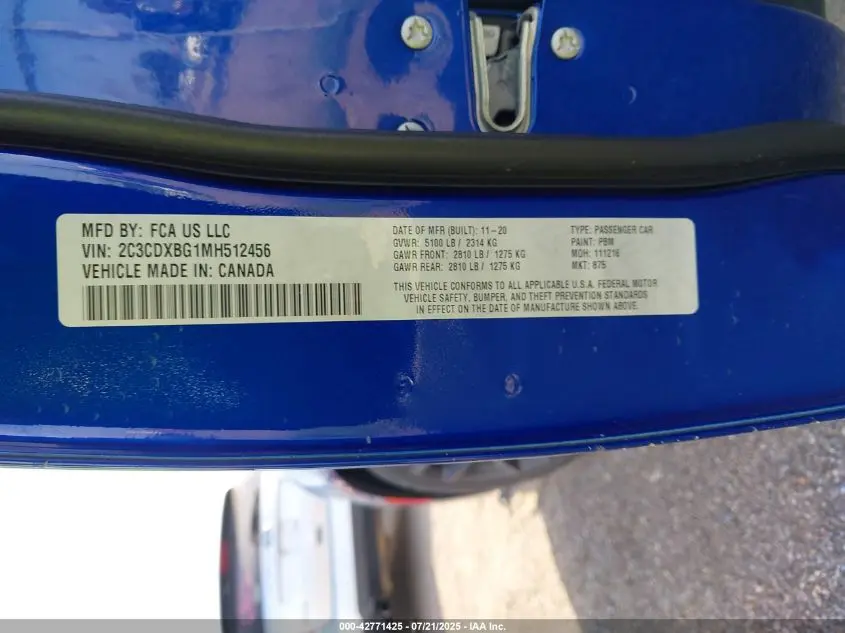 MFD BY: FCA US LLC
VIN: 2C3CDXBG1MH512456
VEHICLE MADE IN: CANADA
DATE OF MFR (BUILT): 11-20
GVWR: 5100 LB / 2314 KG
GAWR FRONT: 2810 LB / 1275 KG
GAWR REAR: 2810 LB / 1275 KG
TYPE: PASSENGER CAR
PAINT: PBM
MDH: 111216
MKT: 875
THIS VEHICLE CONFORMS TO ALL APPLICABLE U.S.A. FEDERAL MOTOR
VEHICLE SAFETY, BUMPER, AND THEFT PREVENTION STANDARDS
IN EFFECT ON THE DATE OF MANUFACTURE SHOWN ABOVE.
000-42771425 - 07/21/2025 - IAA Inc.